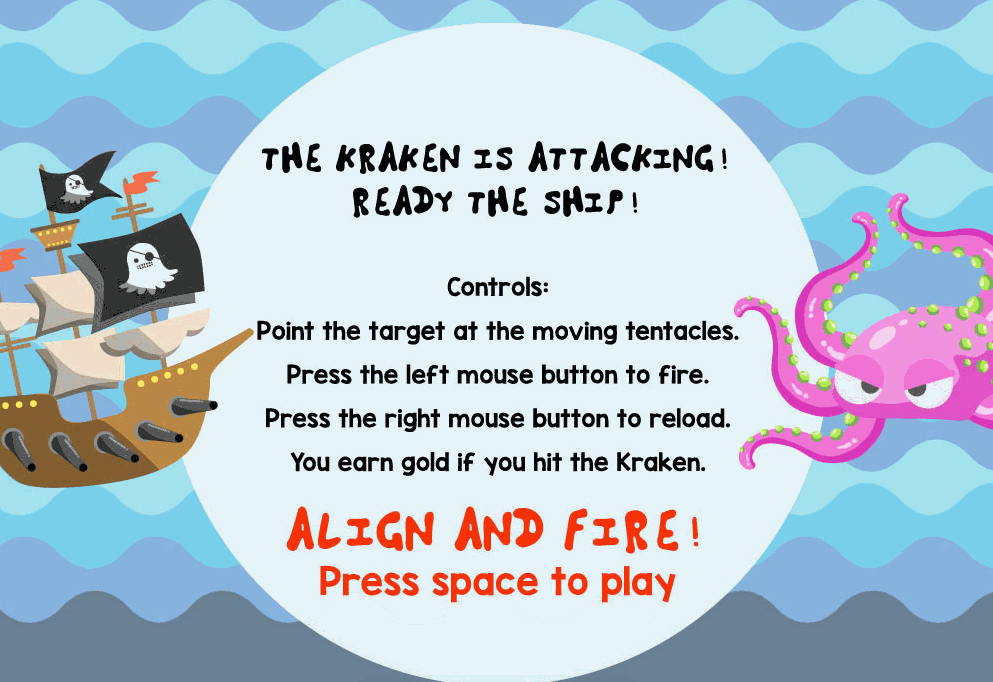 THE KRAKEN IS ATTACKING!
READY THE SHIP!
Controls:
Point the target at the moving tentacles.
Press the left mouse button to fire.
Press the right mouse button to reload.
You earn gold if you hit the Kraken.
ALIGN AND FIRE!
Press space to play